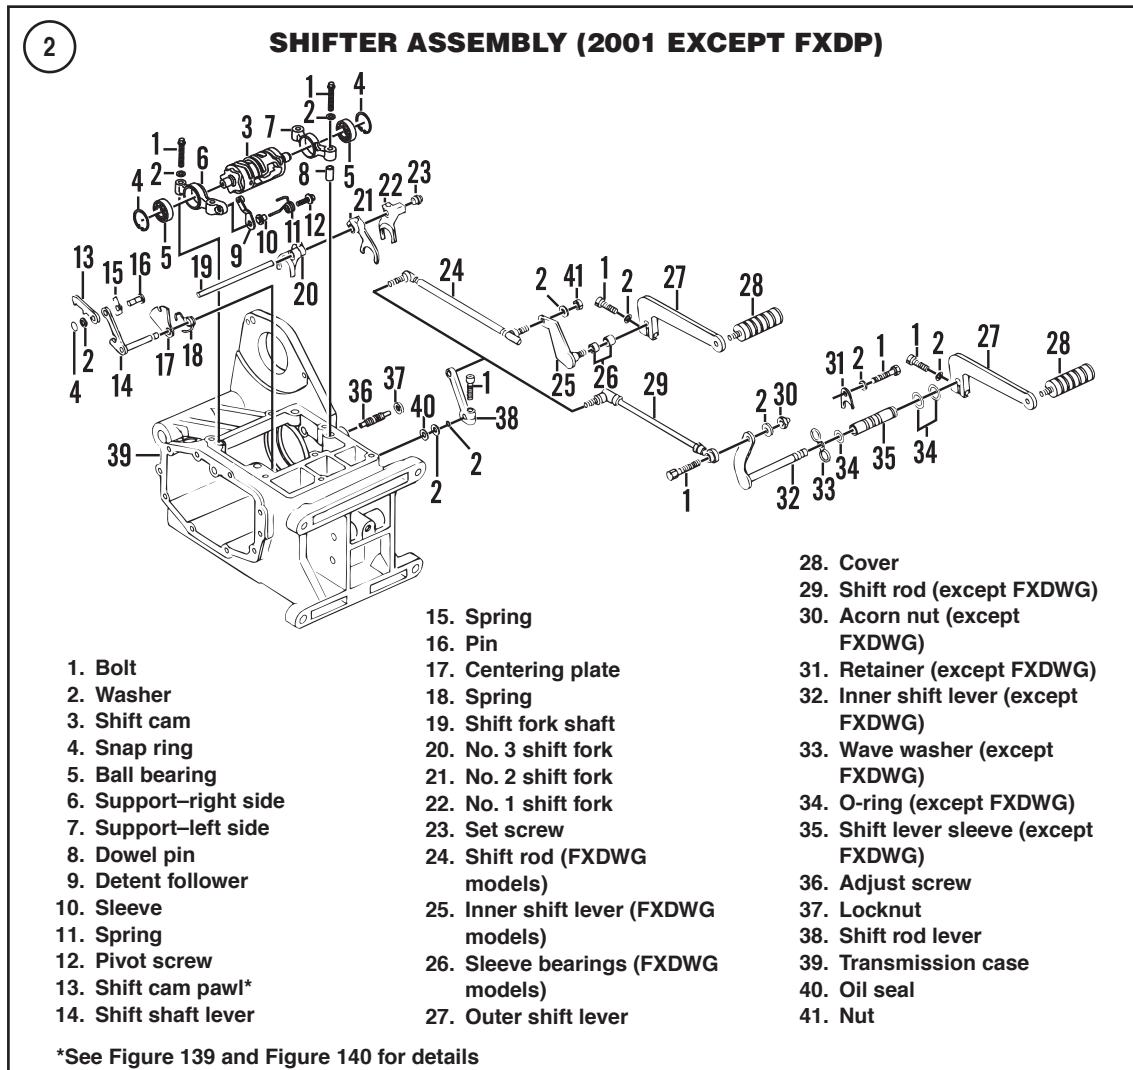 2
SHIFTER ASSEMBLY (2001 EXCEPT FXDP)
1
4
2
7
3
1
6
2
8
5
4
5
9
10
11
12
21
22
23
13
15
16
19
20
24
2
41
1
2
27
28
17
18
2
4
14
25
26
1
2
27
28
31
2
1
36
37
1
29
2
30
40
38
39
2
2
34
35
34
33
32
1
1. Bolt
2. Washer
3. Shift cam
4. Snap ring
5. Ball bearing
6. Support–right side
7. Support–left side
8. Dowel pin
9. Detent follower
10. Sleeve
11. Spring
12. Pivot screw
13. Shift cam pawl*
14. Shift shaft lever
15. Spring
16. Pin
17. Centering plate
18. Spring
19. Shift fork shaft
20. No. 3 shift fork
21. No. 2 shift fork
22. No. 1 shift fork
23. Set screw
24. Shift rod (FXDWG
models)
25. Inner shift lever (FXDWG
models)
26. Sleeve bearings (FXDWG
models)
27. Outer shift lever
28. Cover
29. Shift rod (except FXDWG)
30. Acorn nut (except
FXDWG)
31. Retainer (except FXDWG)
32. Inner shift lever (except
FXDWG)
33. Wave washer (except
FXDWG)
34. O-ring (except FXDWG)
35. Shift lever sleeve (except
FXDWG)
36. Adjust screw
37. Locknut
38. Shift rod lever
39. Transmission case
40. Oil seal
41. Nut
*See Figure 139 and Figure 140 for details